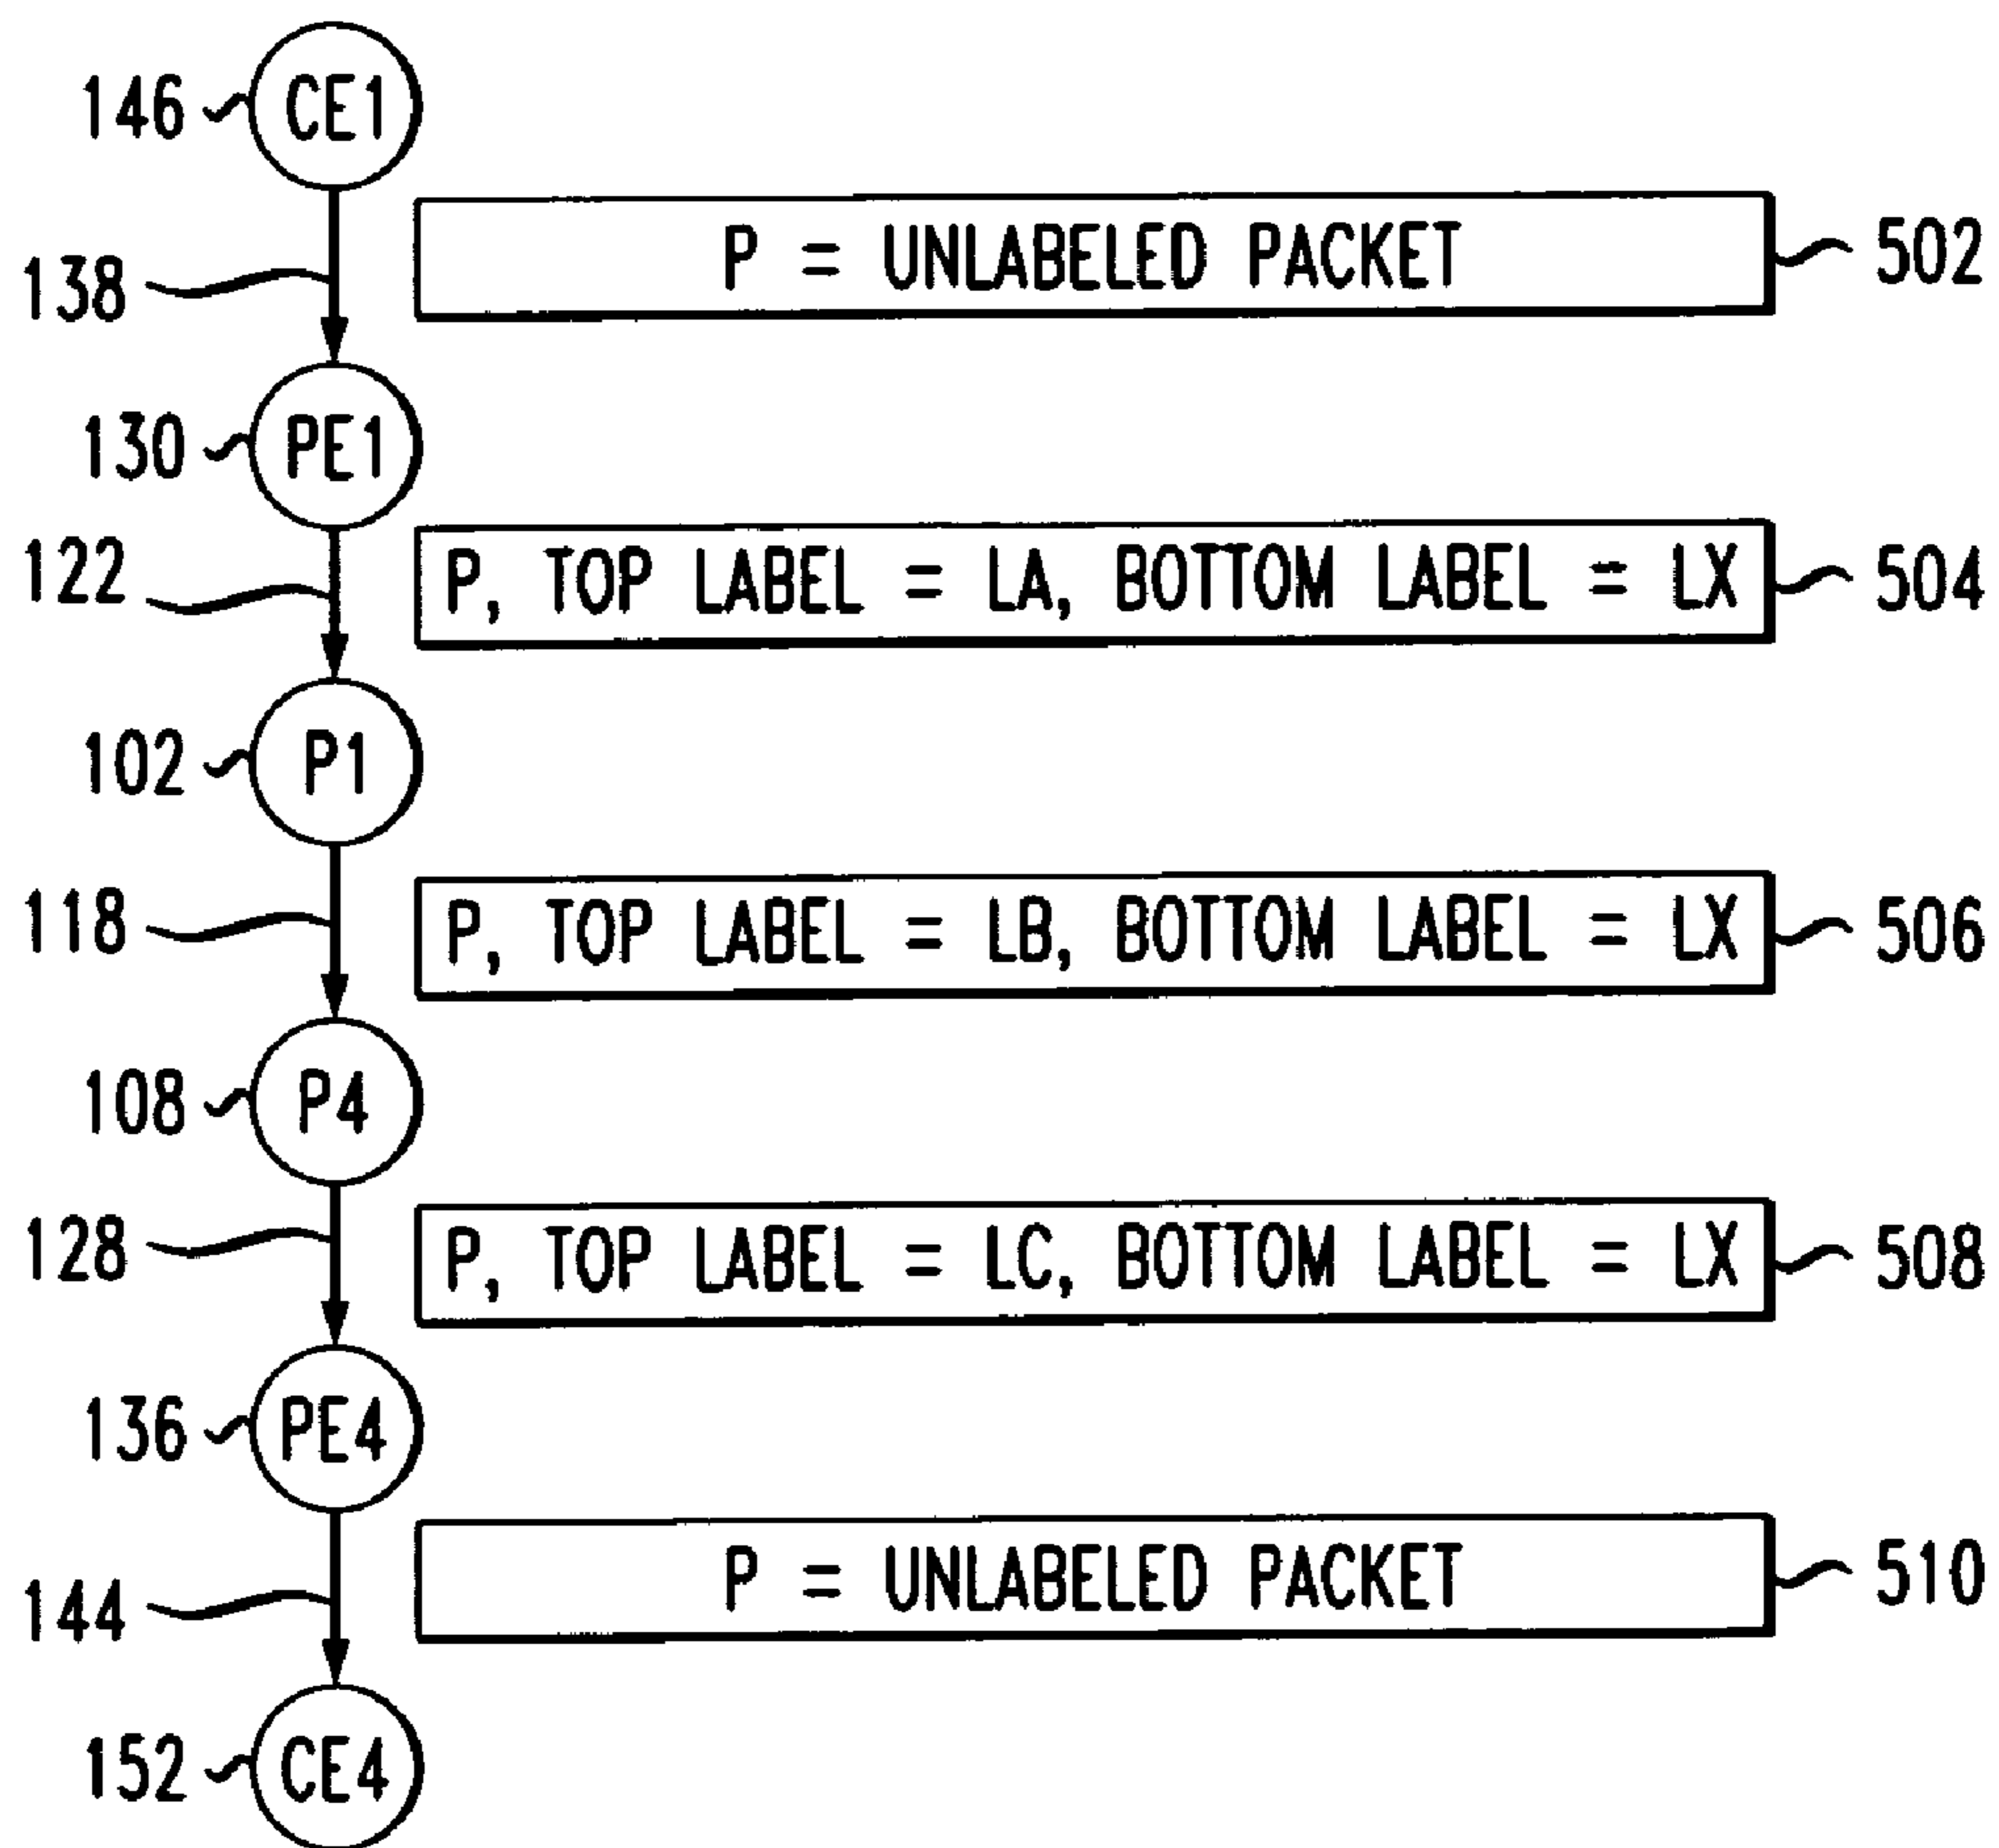 146 CE1
P = UNLABELED PACKET 502
138
130 PE1
122 P, TOP LABEL = LA, BOTTOM LABEL = LX 504
102 P1
118 P, TOP LABEL = LB, BOTTOM LABEL = LX 506
108 P4
128 P, TOP LABEL = LC, BOTTOM LABEL = LX 508
136 PE4
P = UNLABELED PACKET 510
144
152 CE4